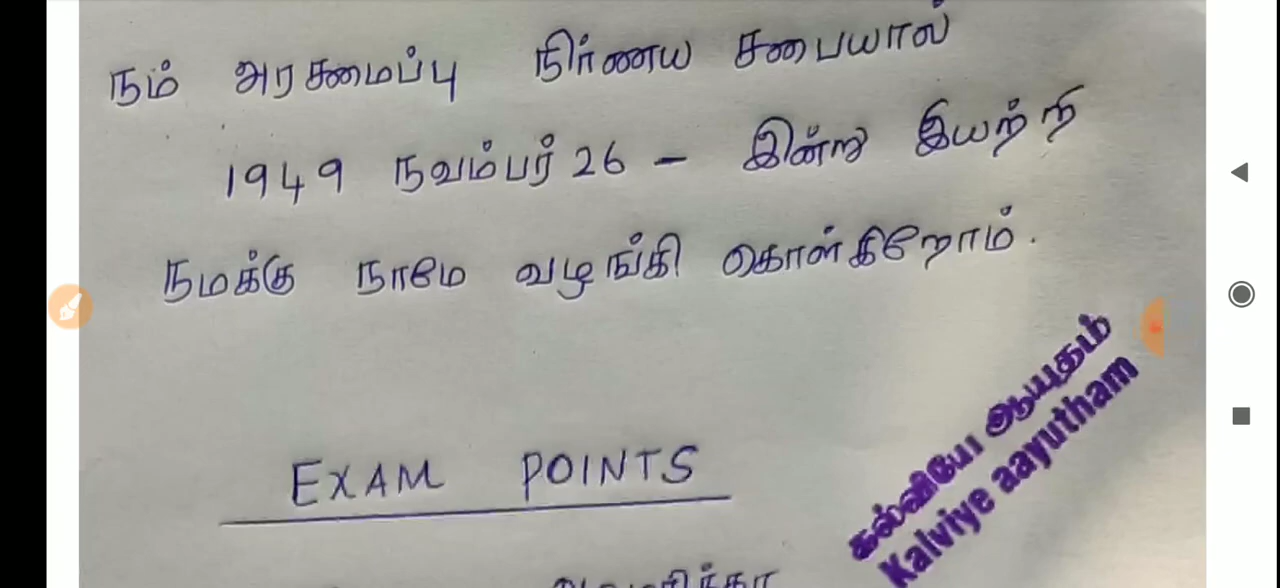 நம் அரசமைப்பு நிர்ணய சபையால்
1949 நவம்பர் 26 – இன்று இயற்றி
நமக்கு நாமே வழங்கி கொள்கிறோம்.
EXAM POINTS
கல்வியே ஆயுதம்
Kalviye aayutham